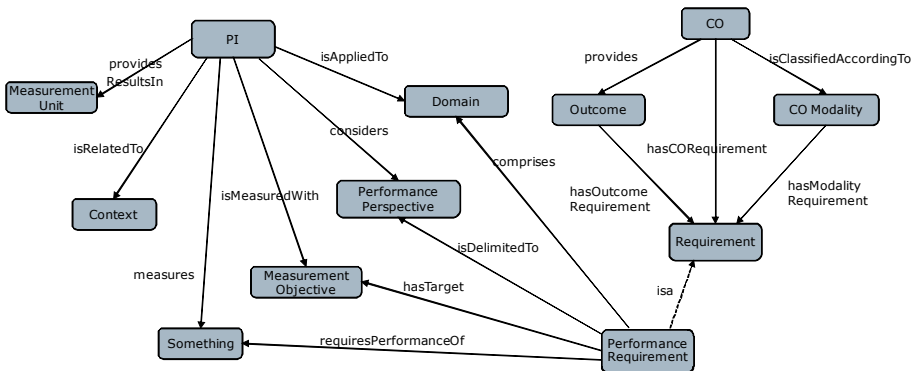 PI
CO
provides
ResultsIn
isAppliedTo
provides
isClassifiedAccordingTo
Measurement
Unit
Domain
Outcome
CO Modality
considers
isRelatedTo
hasCORequirement
comprises
hasOutcome
Requirement
hasModality
Requirement
isMeasuredWith
Performance
Perspective
Context
isDelimitedTo
Requirement
measures
Measurement
Objective
hasTarget
isa
Something
requiresPerformanceOf
Performance
Requirement